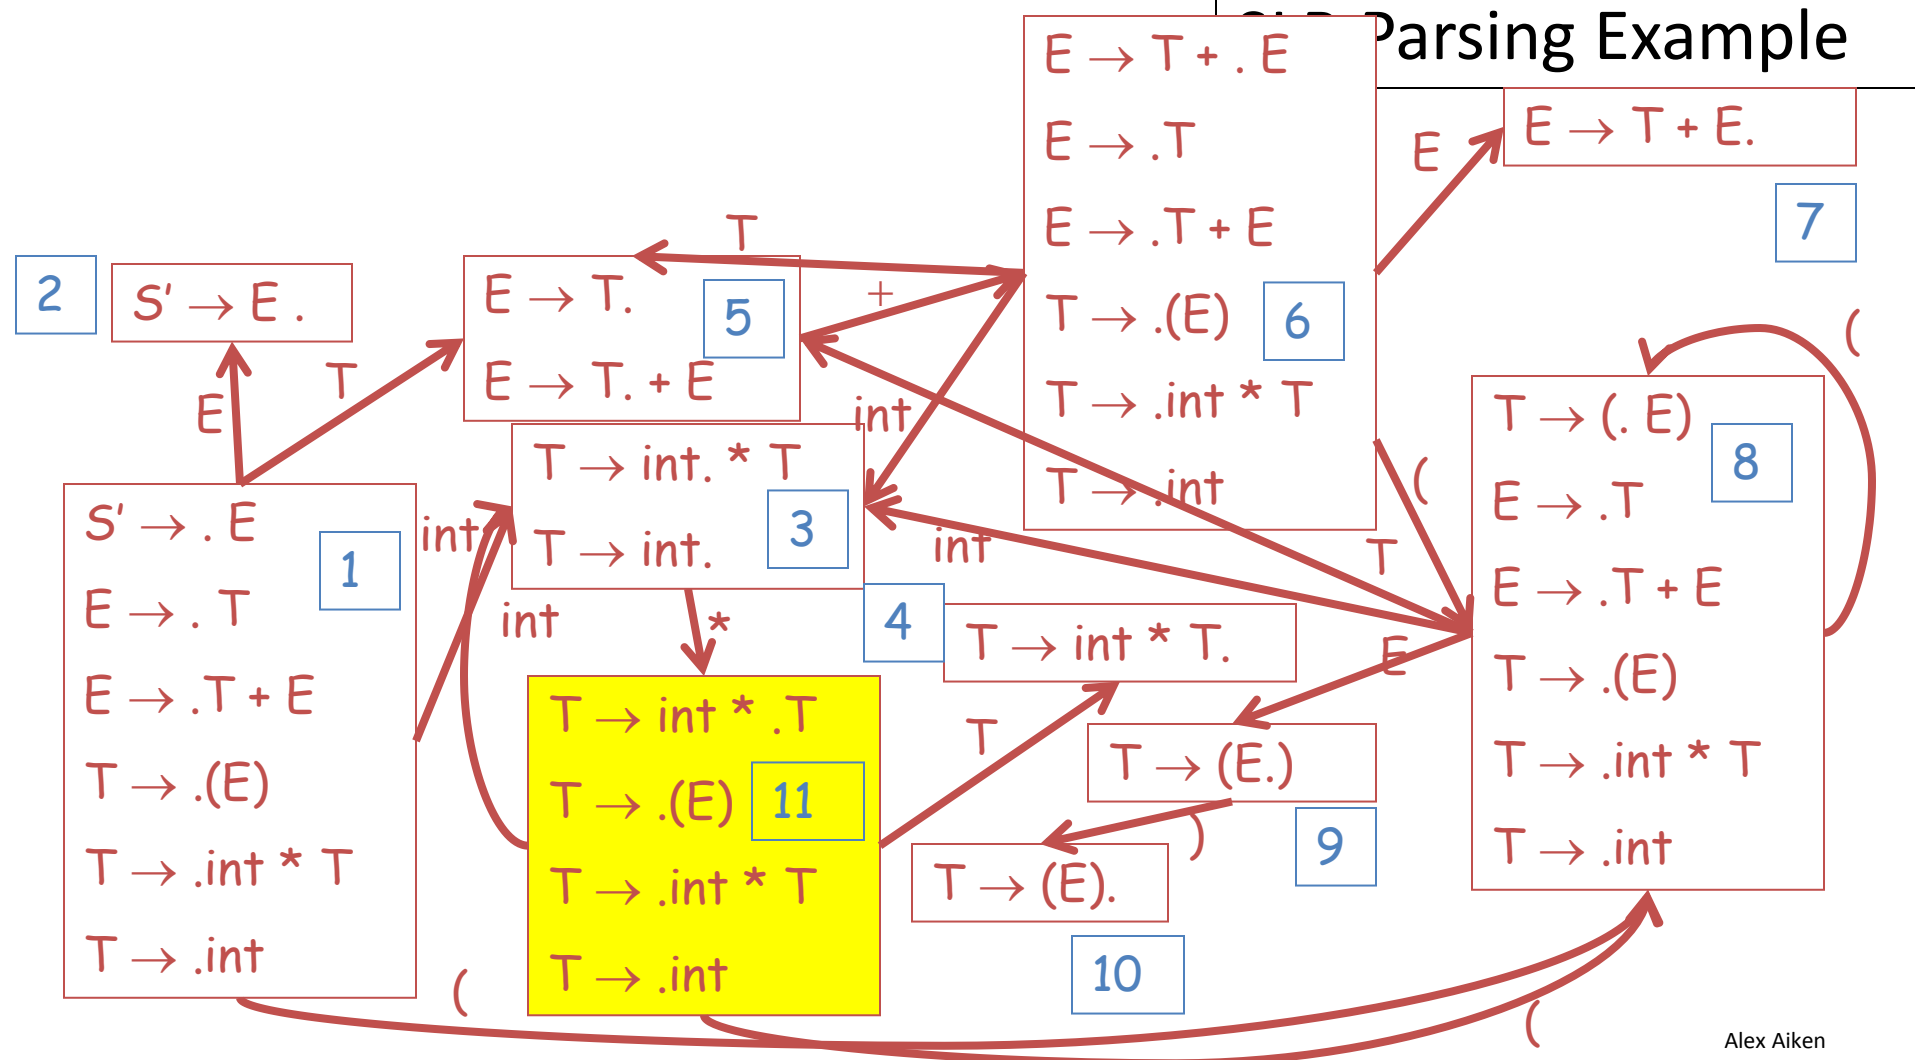 Parsing Example
E → T + . E
E → .T
E → .T + E
T → .(E)
T → .int * T
T → .int
6
E
E → T + E.
7
2
S' → E .
E
T
E → T.
E → T. + E
5
T
+
int
T → int. * T
T → int.
3
int
int
int
*
S' → . E
E → . T
E → .T + E
T → .(E)
T → .int * T
T → .int
1
(
T → int * .T
T → .(E)
T → .int * T
T → .int
11
T
4
T → int * T.
T
E
(
T → (E.)
9
)
T → (E).
10
(
T → (. E)
E → .T
E → .T + E
T → .(E)
T → .int * T
T → .int
8
(
Alex Aiken